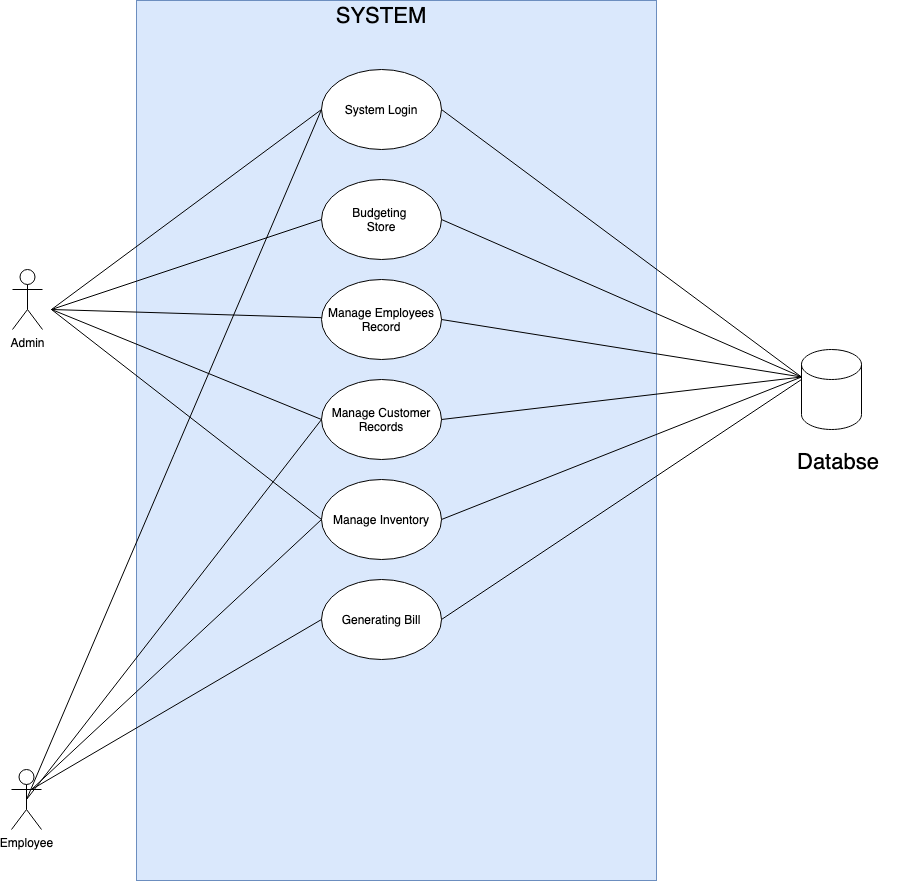 SYSTEM
System Login
Budgeting
Store
Manage Employees
Record
Admin
Manage Customer
Records
Databse
Manage Inventory
Generating Bill
Employee